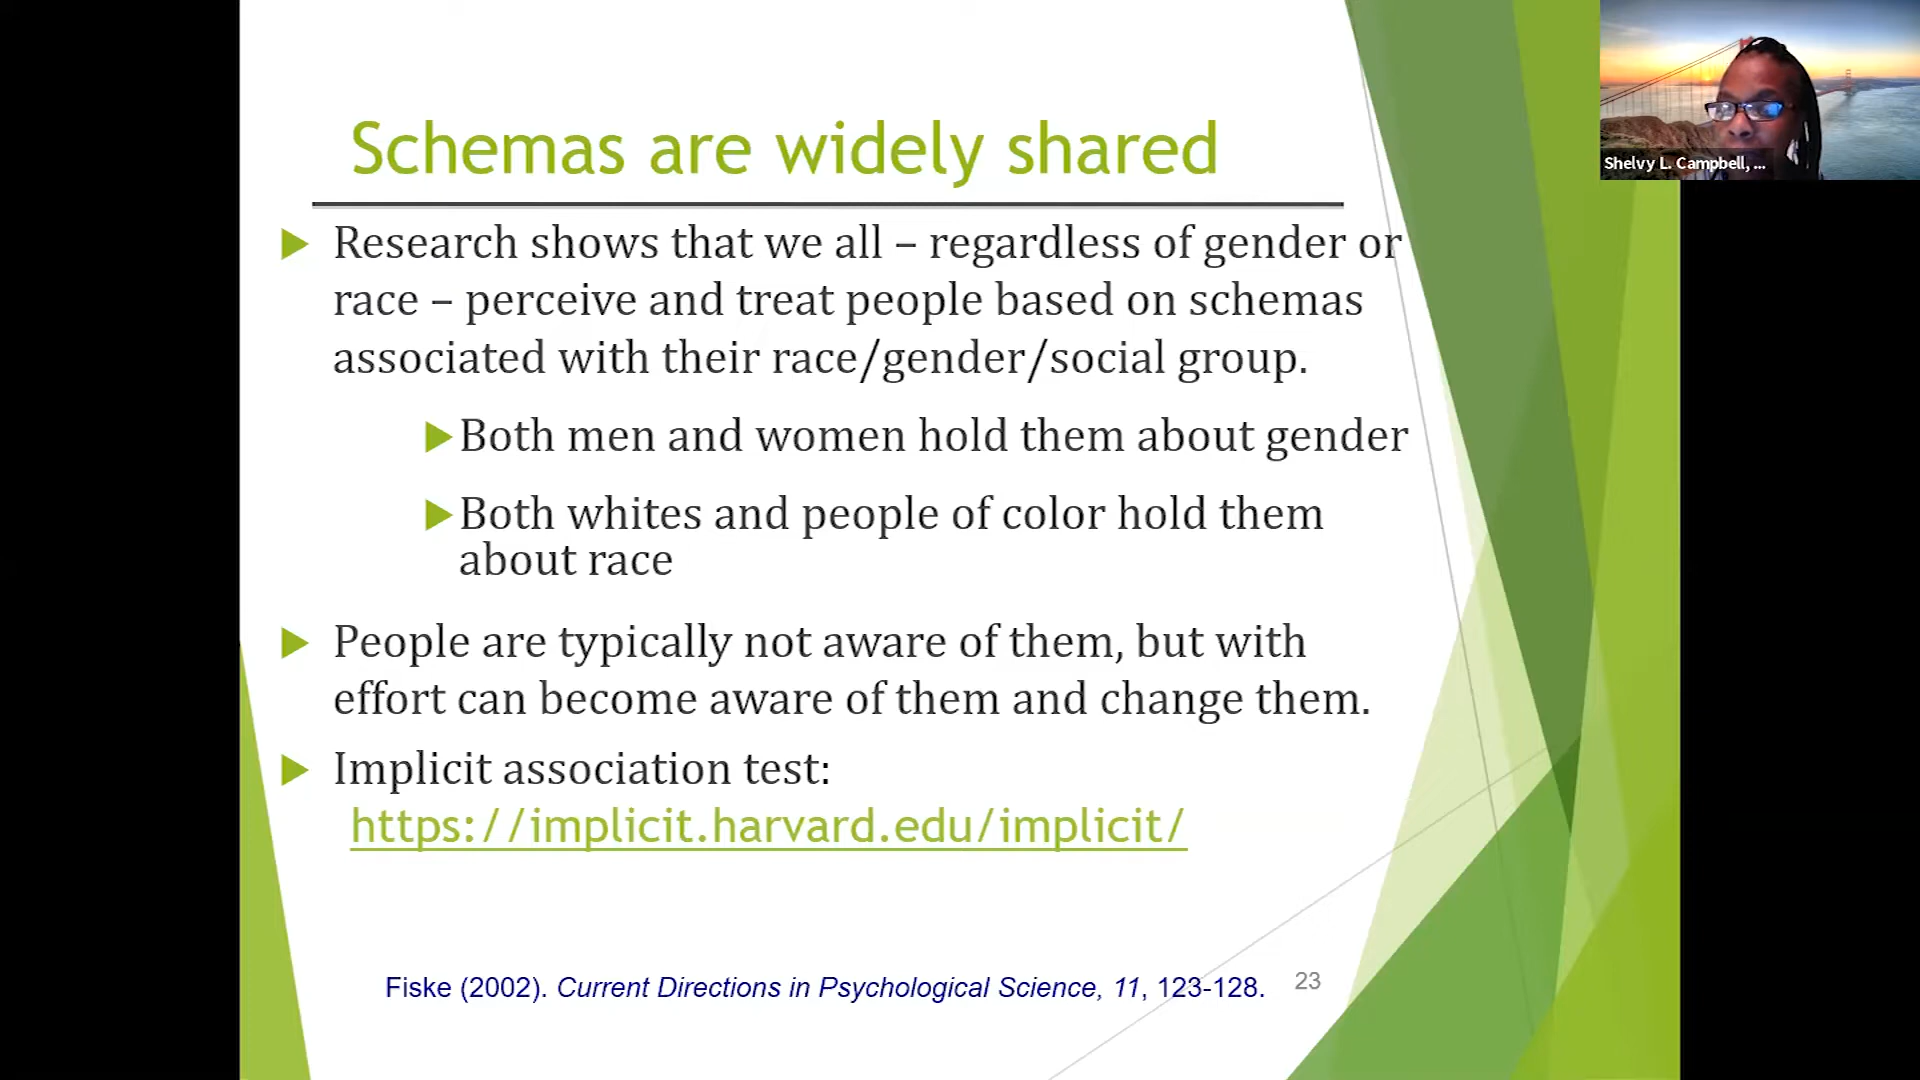 Schemas are widely shared
Shelvy L. Campbell, ...
Research shows that we all – regardless of gender or
race – perceive and treat people based on schemas
associated with their race/gender/social group.
Both men and women hold them about gender
Both whites and people of color hold them
about race
People are typically not aware of them, but with
effort can become aware of them and change them.
Implicit association test:
https://implicit.harvard.edu/implicit/
Fiske (2002). Current Directions in Psychological Science, 11, 123-128.
23